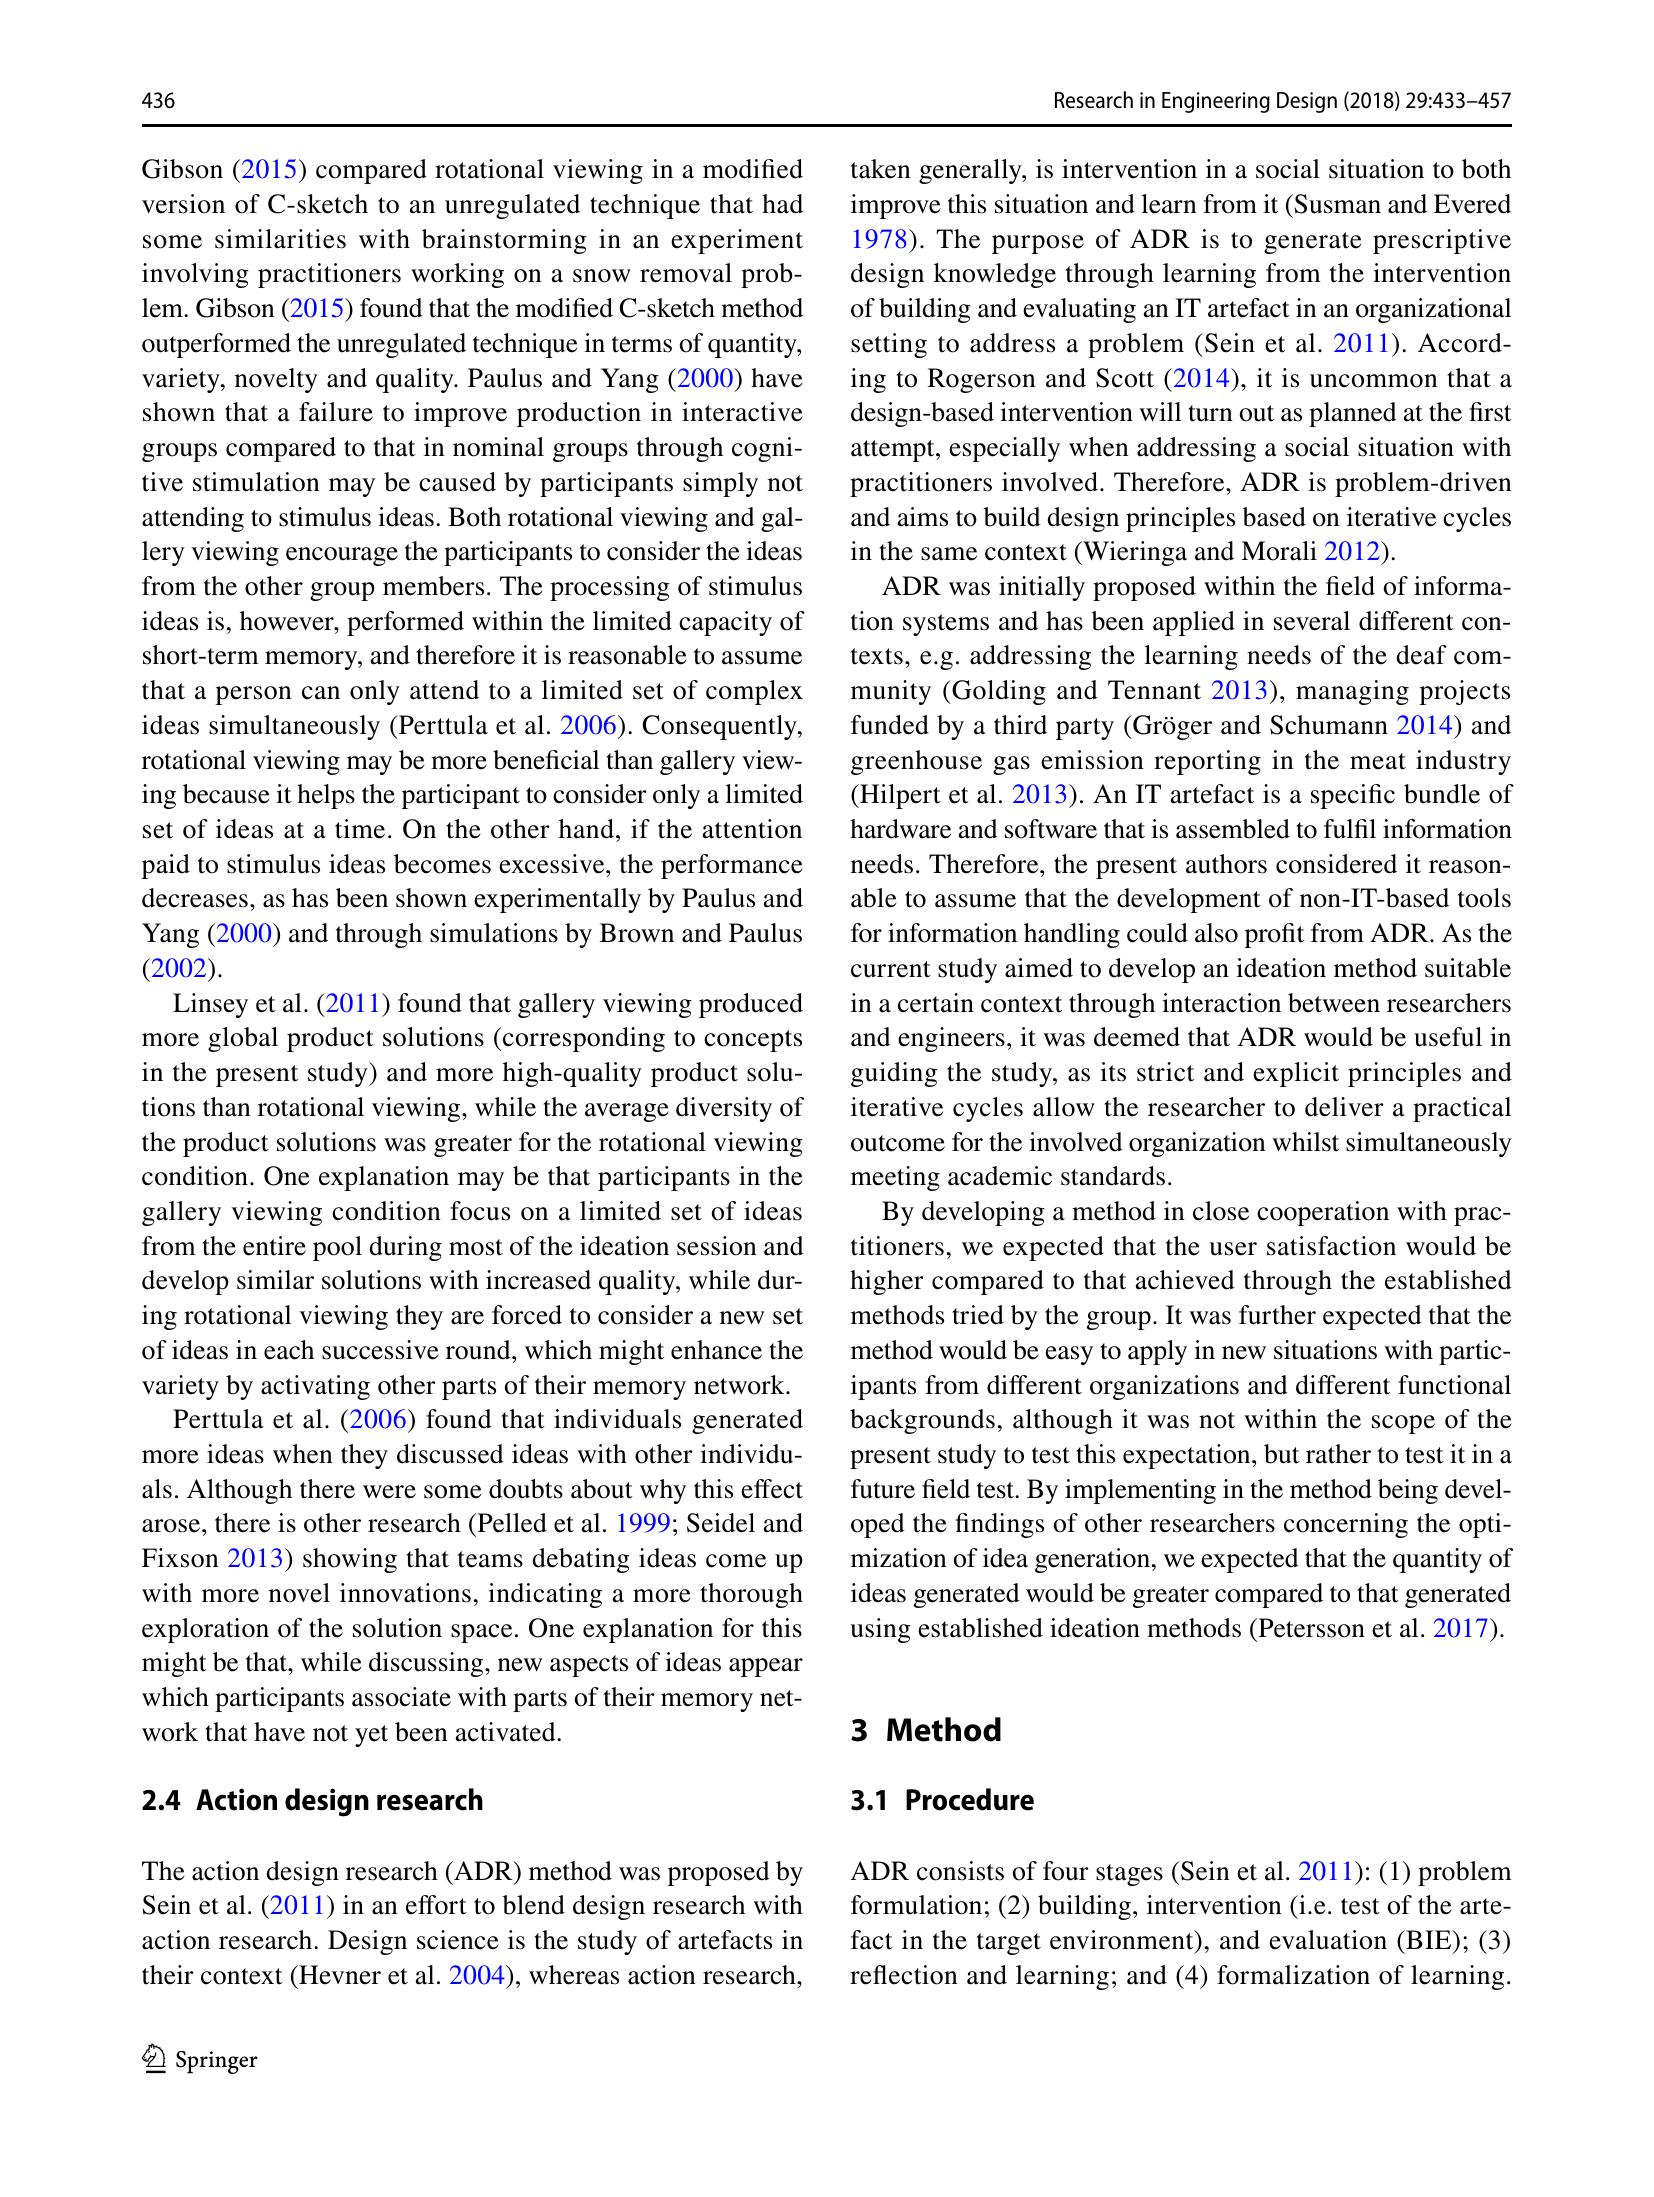 436
Research in Engineering Design (2018) 29:433–457
Gibson (2015) compared rotational viewing in a modified
version of C-sketch to an unregulated technique that had
some similarities with brainstorming in an experiment
involving practitioners working on a snow removal prob-
lem. Gibson (2015) found that the modified C-sketch method
outperformed the unregulated technique in terms of quantity,
variety, novelty and quality. Paulus and Yang (2000) have
shown that a failure to improve production in interactive
groups compared to that in nominal groups through cogni-
tive stimulation may be caused by participants simply not
attending to stimulus ideas. Both rotational viewing and gal-
lery viewing encourage the participants to consider the ideas
from the other group members. The processing of stimulus
ideas is, however, performed within the limited capacity of
short-term memory, and therefore it is reasonable to assume
that a person can only attend to a limited set of complex
ideas simultaneously (Perttula et al. 2006). Consequently,
rotational viewing may be more beneficial than gallery view-
ing because it helps the participant to consider only a limited
set of ideas at a time. On the other hand, if the attention
paid to stimulus ideas becomes excessive, the performance
decreases, as has been shown experimentally by Paulus and
Yang (2000) and through simulations by Brown and Paulus
(2002).
Linsey et al. (2011) found that gallery viewing produced
more global product solutions (corresponding to concepts
in the present study) and more high-quality product solu-
tions than rotational viewing, while the average diversity of
the product solutions was greater for the rotational viewing
condition. One explanation may be that participants in the
gallery viewing condition focus on a limited set of ideas
from the entire pool during most of the ideation session and
develop similar solutions with increased quality, while dur-
ing rotational viewing they are forced to consider a new set
of ideas in each successive round, which might enhance the
variety by activating other parts of their memory network.
Perttula et al. (2006) found that individuals generated
more ideas when they discussed ideas with other individu-
als. Although there were some doubts about why this effect
arose, there is other research (Pelled et al. 1999; Seidel and
Fixson 2013) showing that teams debating ideas come up
with more novel innovations, indicating a more thorough
exploration of the solution space. One explanation for this
might be that, while discussing, new aspects of ideas appear
which participants associate with parts of their memory net-
work that have not yet been activated.
2.4 Action design research
The action design research (ADR) method was proposed by
Sein et al. (2011) in an effort to blend design research with
action research. Design science is the study of artefacts in
their context (Hevner et al. 2004), whereas action research,
taken generally, is intervention in a social situation to both
improve this situation and learn from it (Susman and Evered
1978). The purpose of ADR is to generate prescriptive
design knowledge through learning from the intervention
of building and evaluating an IT artefact in an organizational
setting to address a problem (Sein et al. 2011). Accord-
ing to Rogerson and Scott (2014), it is uncommon that a
design-based intervention will turn out as planned at the first
attempt, especially when addressing a social situation with
practitioners involved. Therefore, ADR is problem-driven
and aims to build design principles based on iterative cycles
in the same context (Wieringa and Morali 2012).
ADR was initially proposed within the field of informa-
tion systems and has been applied in several different con-
texts, e.g. addressing the learning needs of the deaf com-
munity (Golding and Tennant 2013), managing projects
funded by a third party (Gröger and Schumann 2014) and
greenhouse gas emission reporting in the meat industry
(Hilpert et al. 2013). An IT artefact is a specific bundle of
hardware and software that is assembled to fulfil information
needs. Therefore, the present authors considered it reason-
able to assume that the development of non-IT-based tools
for information handling could also profit from ADR. As the
current study aimed to develop an ideation method suitable
in a certain context through interaction between researchers
and engineers, it was deemed that ADR would be useful in
guiding the study, as its strict and explicit principles and
iterative cycles allow the researcher to deliver a practical
outcome for the involved organization whilst simultaneously
meeting academic standards.
By developing a method in close cooperation with prac-
titioners, we expected that the user satisfaction would be
higher compared to that achieved through the established
methods tried by the group. It was further expected that the
method would be easy to apply in new situations with partic-
ipants from different organizations and different functional
backgrounds, although it was not within the scope of the
present study to test this expectation, but rather to test it in a
future field test. By implementing in the method being devel-
oped the findings of other researchers concerning the opti-
mization of idea generation, we expected that the quantity of
ideas generated would be greater compared to that generated
using established ideation methods (Petersson et al. 2017).
3 Method
3.1 Procedure
ADR consists of four stages (Sein et al. 2011): (1) problem
formulation; (2) building, intervention (i.e. test of the arte-
fact in the target environment), and evaluation (BIE); (3)
reflection and learning; and (4) formalization of learning.
Springer